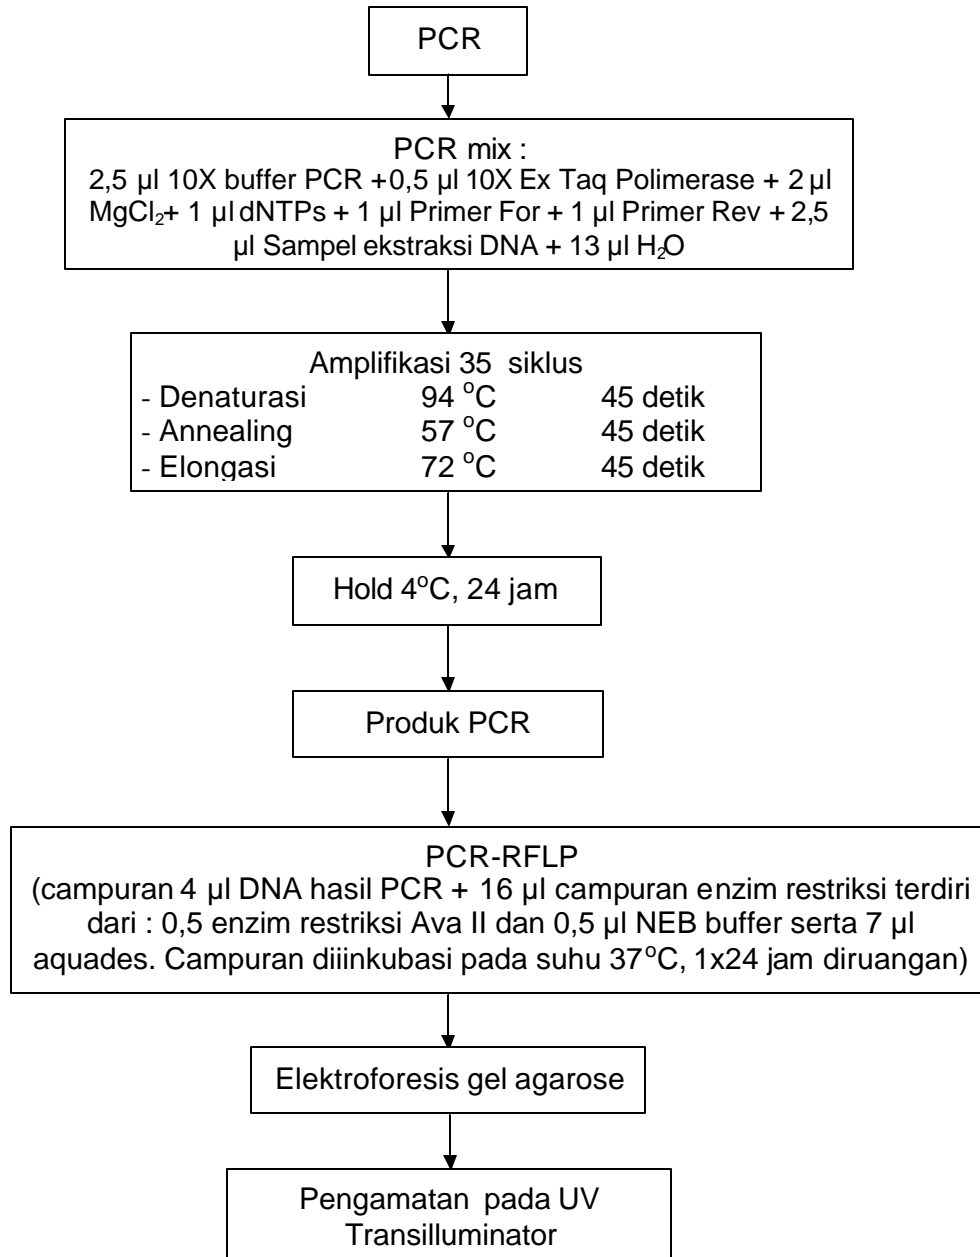 PCR
PCR mix :
2,5 µl 10X buffer PCR +0,5 µl 10X Ex Taq Polimerase + 2 µl
MgCl₂+ 1 µl dNTPs + 1 µl Primer For + 1 µl Primer Rev + 2,5
µl Sampel ekstraksi DNA + 13 µl H₂O
Amplifikasi 35 siklus
- Denaturasi 94 °C 45 detik
- Annealing 57 °C 45 detik
- Elongasi 72 °C 45 detik
Hold 4°C, 24 jam
Produk PCR
PCR-RFLP
(campuran 4 µl DNA hasil PCR + 16 µl campuran enzim restriksi terdiri
dari : 0,5 enzim restriksi Ava II dan 0,5 µl NEB buffer serta 7 µl
aquades. Campuran diiinkubasi pada suhu 37°C, 1x24 jam diruangan)
Elektroforesis gel agarose
Pengamatan pada UV
Transilluminator